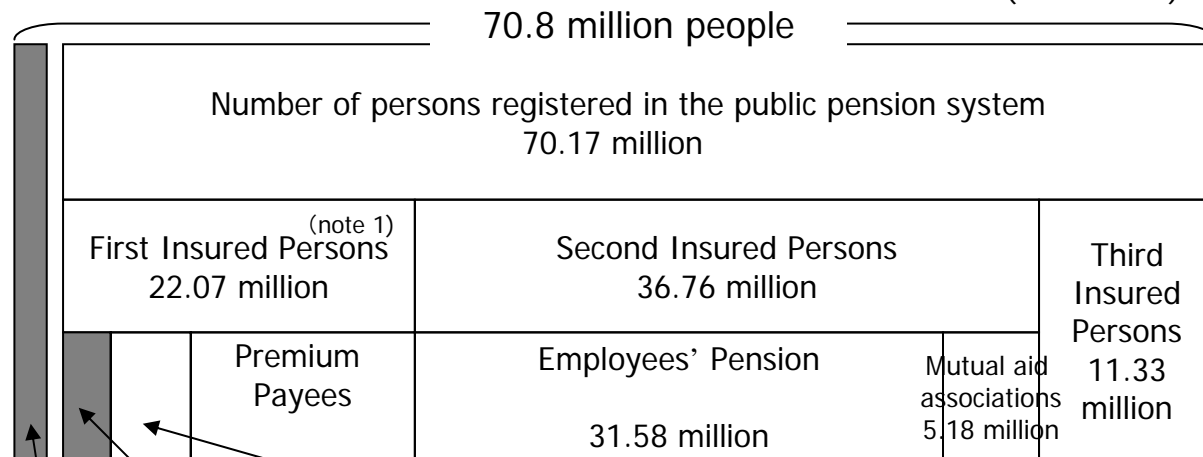 70.8 million people
Number of persons registered in the public pension system
70.17 million
(note 1)
First Insured Persons
22.07 million
Second Insured Persons
36.76 million
Third
Insured
Persons
11.33
million
Premium
Payees
Employees' Pension
31.58 million
Mutual aid
associations
5.18 million